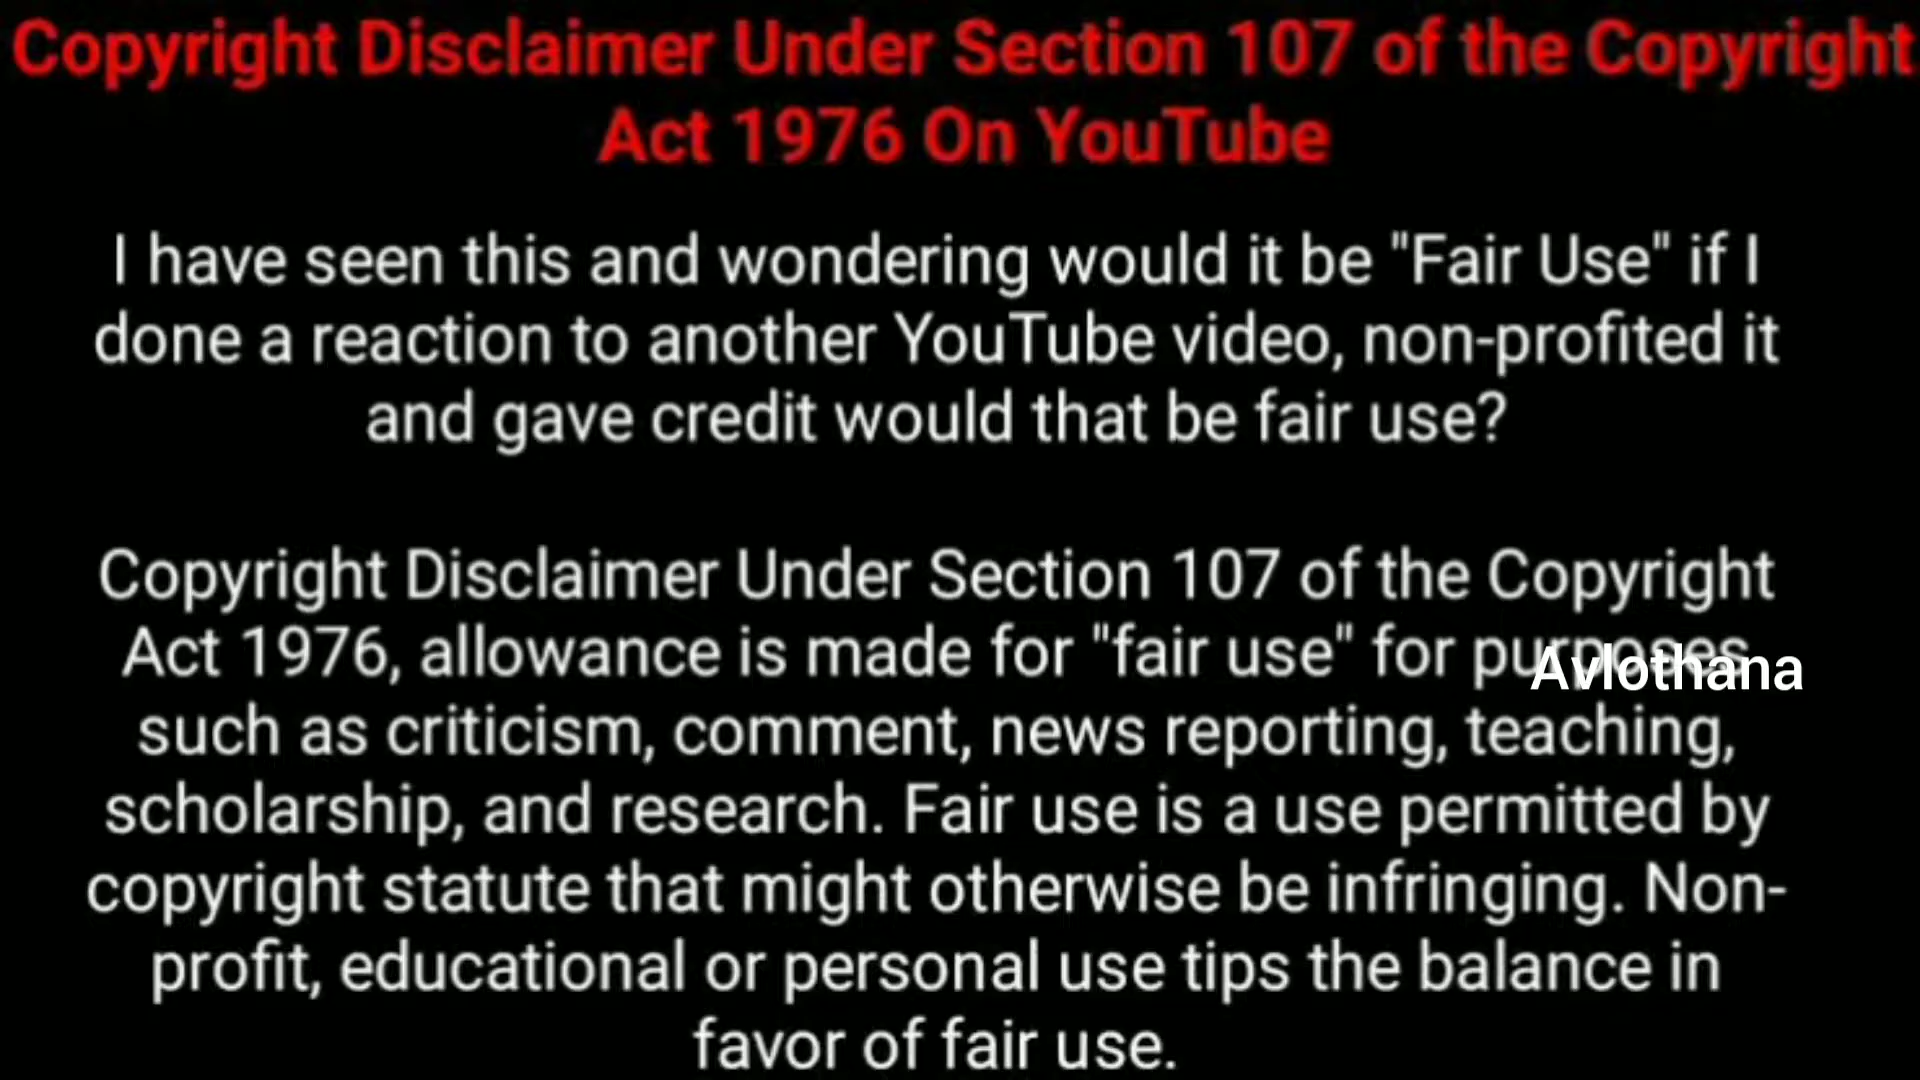 Copyright Disclaimer Under Section 107 of the Copyright
Act 1976 On YouTube
I have seen this and wondering would it be "Fair Use" if I
done a reaction to another YouTube video, non-profited it
and gave credit would that be fair use?
Copyright Disclaimer Under Section 107 of the Copyright
Act 1976, allowance is made for "fair use" for purposes
Avlothana
such as criticism, comment, news reporting, teaching,
scholarship, and research. Fair use is a use permitted by
copyright statute that might otherwise be infringing. Non-
profit, educational or personal use tips the balance in
favor of fair use.